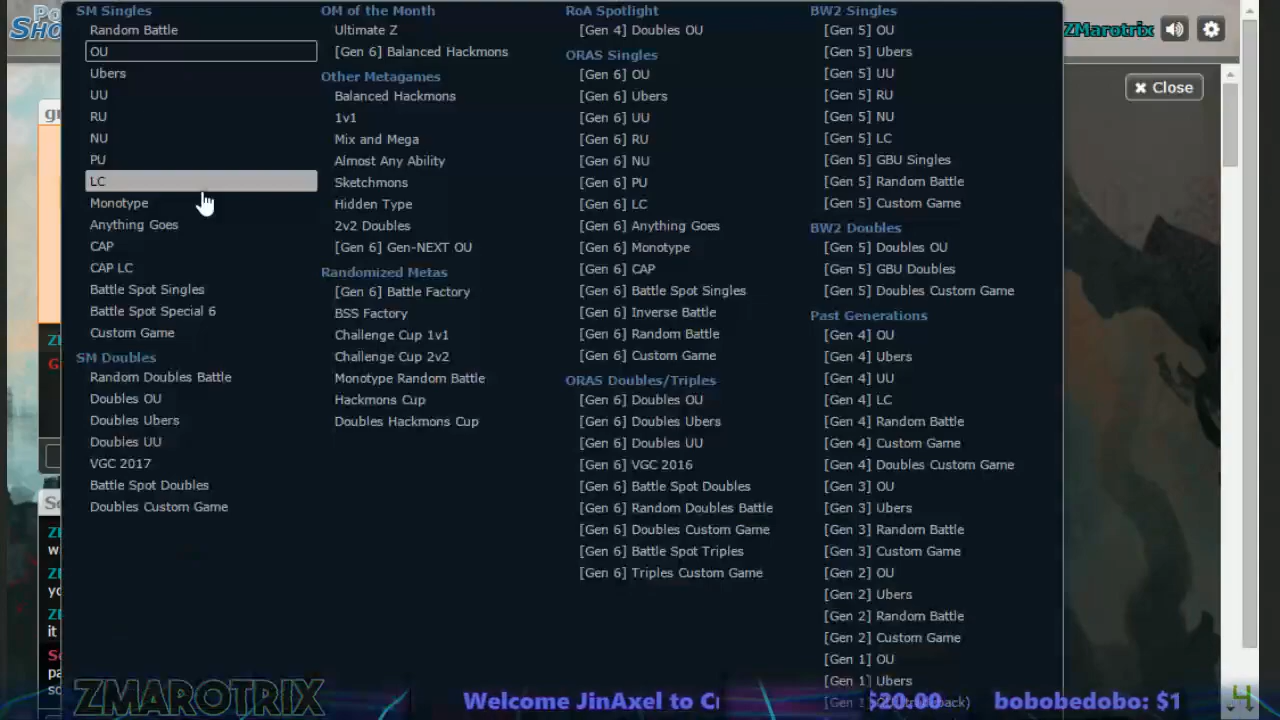 SM Singles
Random Battle
OU
Ubers
UU
RU
NU
PU
LC
Monotype
Anything Goes
CAP
CAP LC
Battle Spot Singles
Battle Spot Special 6
Custom Game
SM Doubles
Random Doubles Battle
Doubles OU
Doubles Ubers
Doubles UU
VGC 2017
Battle Spot Doubles
Doubles Custom Game
OM of the Month
Ultimate Z
[Gen 6] Balanced Hackmons
Other Metagames
Balanced Hackmons
1v1
Mix and Mega
Almost Any Ability
Sketchmons
Hidden Type
2v2 Doubles
[Gen 6] Gen-NEXT OU
Randomized Metas
[Gen 6] Battle Factory
BSS Factory
Challenge Cup 1v1
Challenge Cup 2v2
Monotype Random Battle
Hackmons Cup
Doubles Hackmons Cup
RoA Spotlight
[Gen 4] Doubles OU
ORAS Singles
[Gen 6] OU
[Gen 6] Ubers
[Gen 6] UU
[Gen 6] RU
[Gen 6] NU
[Gen 6] PU
[Gen 6] LC
[Gen 6] Anything Goes
[Gen 6] Monotype
[Gen 6] CAP
[Gen 6] Battle Spot Singles
[Gen 6] Inverse Battle
[Gen 6] Random Battle
[Gen 6] Custom Game
ORAS Doubles/Triples
[Gen 6] Doubles OU
[Gen 6] Doubles Ubers
[Gen 6] Doubles UU
[Gen 6] VGC 2016
[Gen 6] Battle Spot Doubles
[Gen 6] Random Doubles Battle
[Gen 6] Doubles Custom Game
[Gen 6] Battle Spot Triples
[Gen 6] Triples Custom Game
BW2 Singles
[Gen 5] OU
[Gen 5] Ubers
[Gen 5] UU
[Gen 5] RU
[Gen 5] NU
[Gen 5] LC
[Gen 5] GBU Singles
[Gen 5] Random Battle
[Gen 5] Custom Game
BW2 Doubles
[Gen 5] Doubles OU
[Gen 5] GBU Doubles
[Gen 5] Doubles Custom Game
Past Generations
[Gen 4] OU
[Gen 4] Ubers
[Gen 4] UU
[Gen 4] LC
[Gen 4] Random Battle
[Gen 4] Custom Game
[Gen 4] Doubles Custom Game
[Gen 3] OU
[Gen 3] Ubers
[Gen 3] Random Battle
[Gen 3] Custom Game
[Gen 2] OU
[Gen 2] Ubers
[Gen 2] Random Battle
[Gen 2] Custom Game
[Gen 1] OU
[Gen 1] Ubers
ZMarotrix
Close
ZMAROTRIX
Welcome JinAxel to
$20.00
bobobedobo: $1